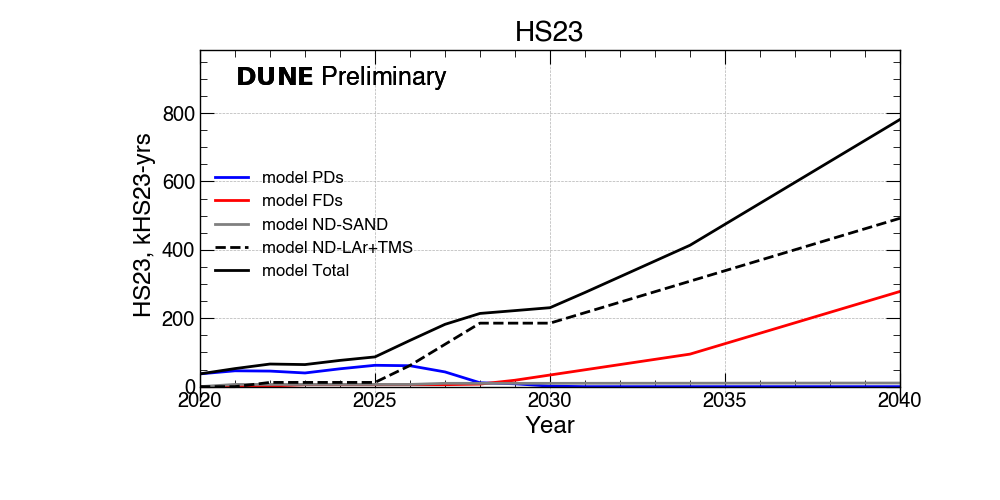 HS23
DUNE Preliminary
HS23, kHS23-yrs
800
600
400
200
0
model PDs
model FDs
model ND-SAND
model ND-LAr+TMS
model Total
2020
2025
2030
2035
2040
Year